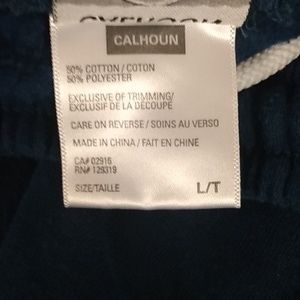 CALHOUN
50% COTTON / COTON
50% POLYESTER
EXCLUSIVE OF TRIMMING/
EXCLUSIF DE LA DÉCOUPÉ
CARE ON REVERSE / SOINS AU VERSO
MADE IN CHINA / FAIT EN CHINE
CA# 02916
RN# 129319
SIZE/TAILLE L/T